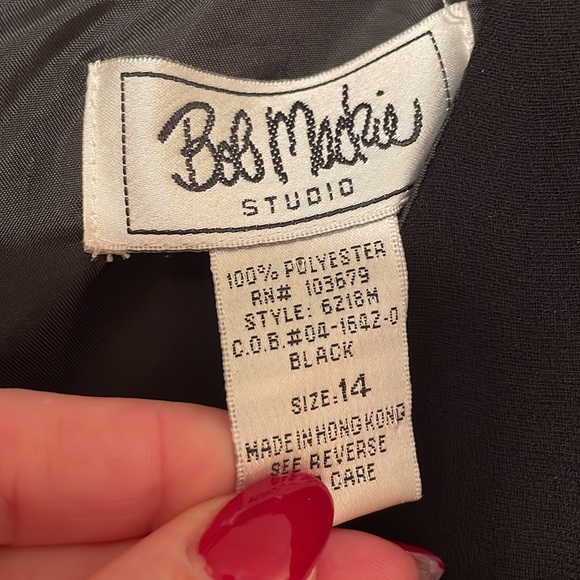 Bob Mackie
STUDIO
100% POLYESTER
RN# 103679
STYLE: 6218M
C.O.B.#04-1642-0
BLACK
SIZE:14
MADE IN HONG KONG
SEE REVERSE
CARE